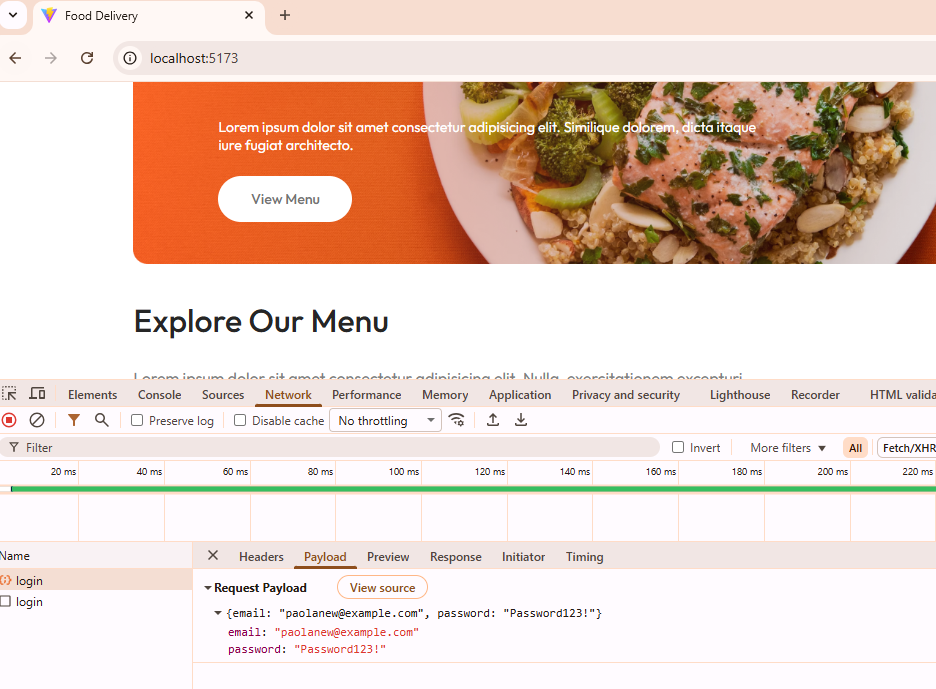 Food Delivery
localhost:5173
Lorem ipsum dolor sit amet consectetur adipisicing elit. Similique dolorem, dicta itaque
iure fugiat architecto.
View Menu
Explore Our Menu
Lorem ipsum dolor sit amet consectetur adipisicing elit. Nulla, exercitationem excepturi
Elements Console Sources Network Performance Memory Application Privacy and security Lighthouse Recorder HTML valida
Preserve log Disable cache No throttling
Filter Invert More filters All Fetch/XHR
20 ms 40 ms 60 ms 80 ms 100 ms 120 ms 140 ms 160 ms 180 ms 200 ms 220 ms
Name Headers Payload Preview Response Initiator Timing
login
login
Request Payload View source
{email: "paolanew@example.com", password: "Password123!"}
email: "paolanew@example.com"
password: "Password123!"